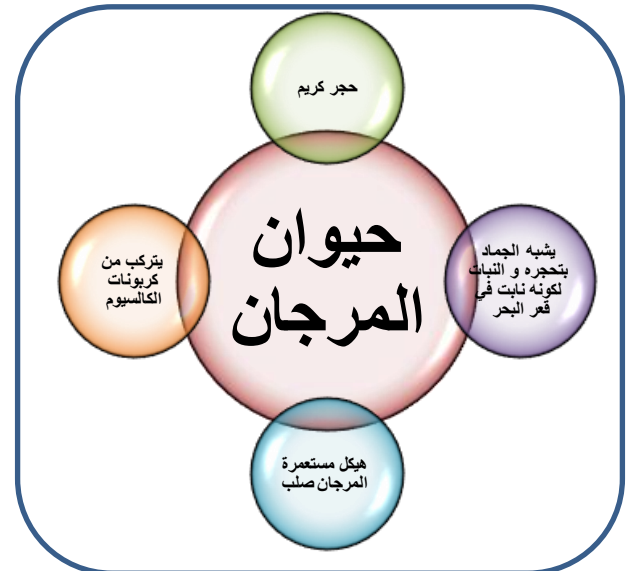 حجر كريم
حيوان
المرجان
يشبه الجماد
بتحجره و النبات
لكونه نابت في
قعر البحر
يتركب من
كربونات
الكالسيوم
هيكل مستعمرة
المرجان صلب